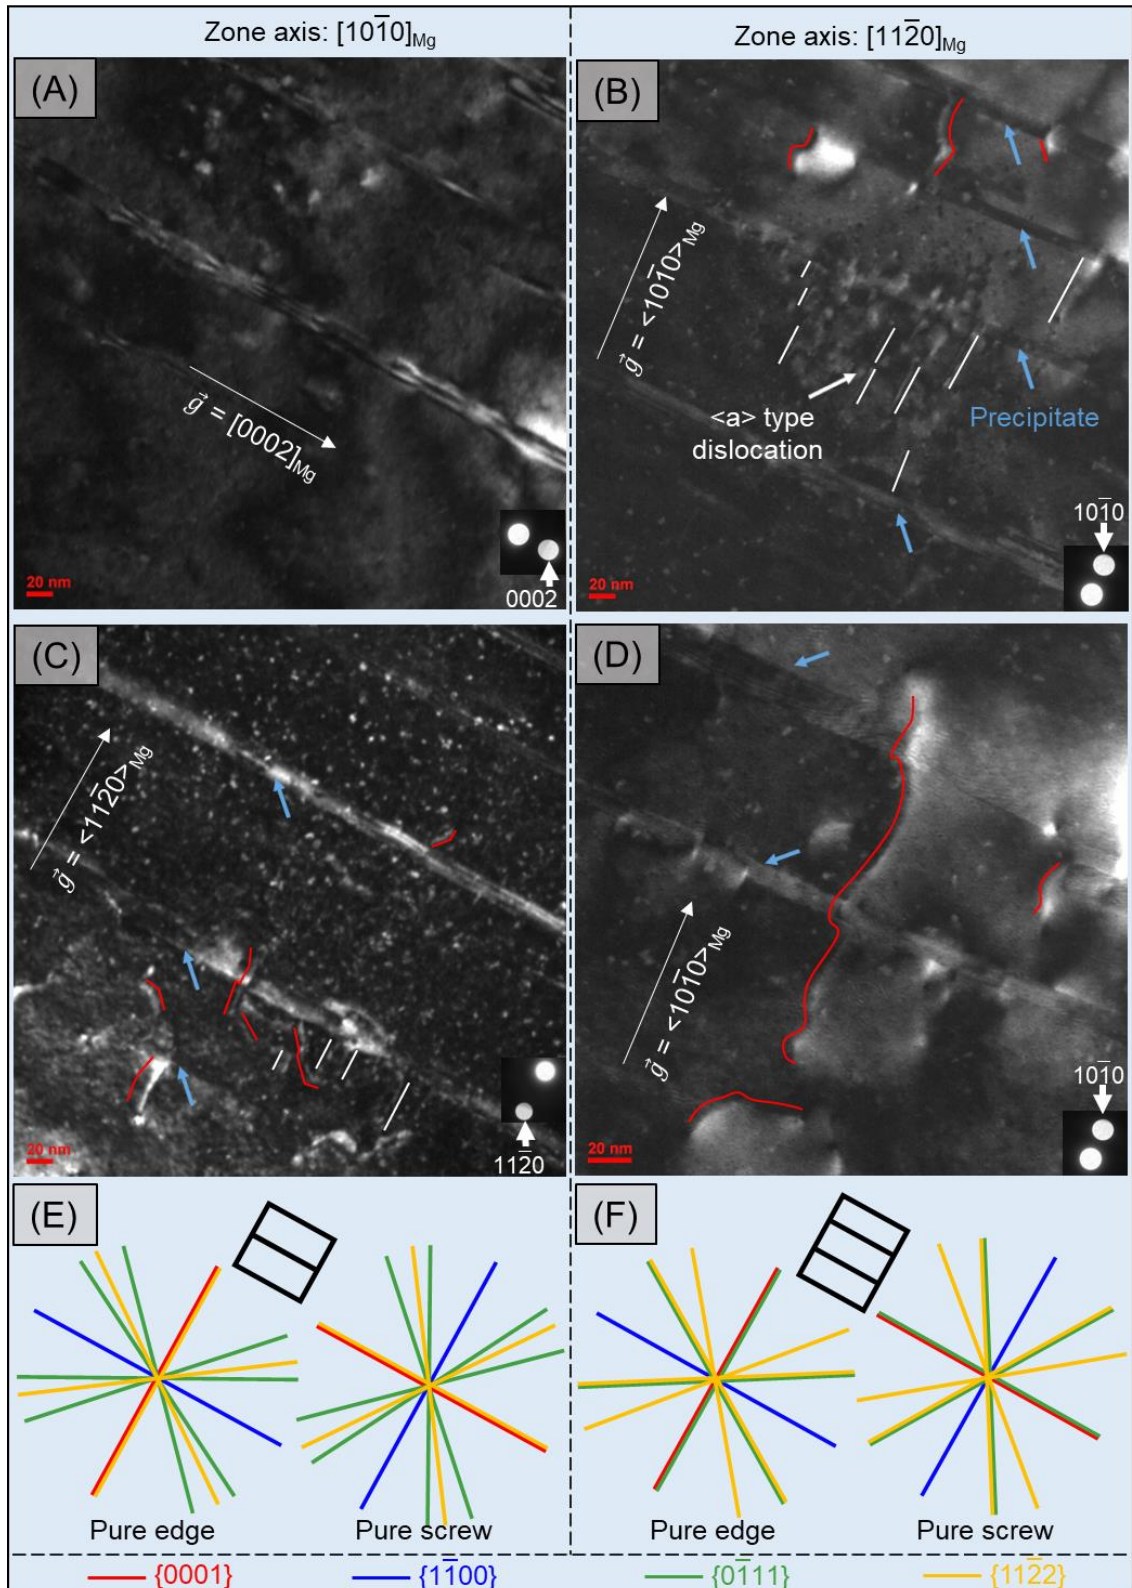 Zone axis: [101̅0]Mg
Zone axis: [112̅0]Mg
(A)
g⃗ = [0002]Mg
20 nm
0002
(B)
g⃗ = <101̅0>Mg
<a> type
dislocation
Precipitate
101̅0
20 nm
(C)
g⃗ = <112̅0>Mg
20 nm
112̅0
(D)
g⃗ = <101̅0>Mg
101̅0
20 nm
(E)
Pure edge
Pure screw
(F)
Pure edge
Pure screw
{0001}
{11̅00}
{01̅11}
{112̅2}